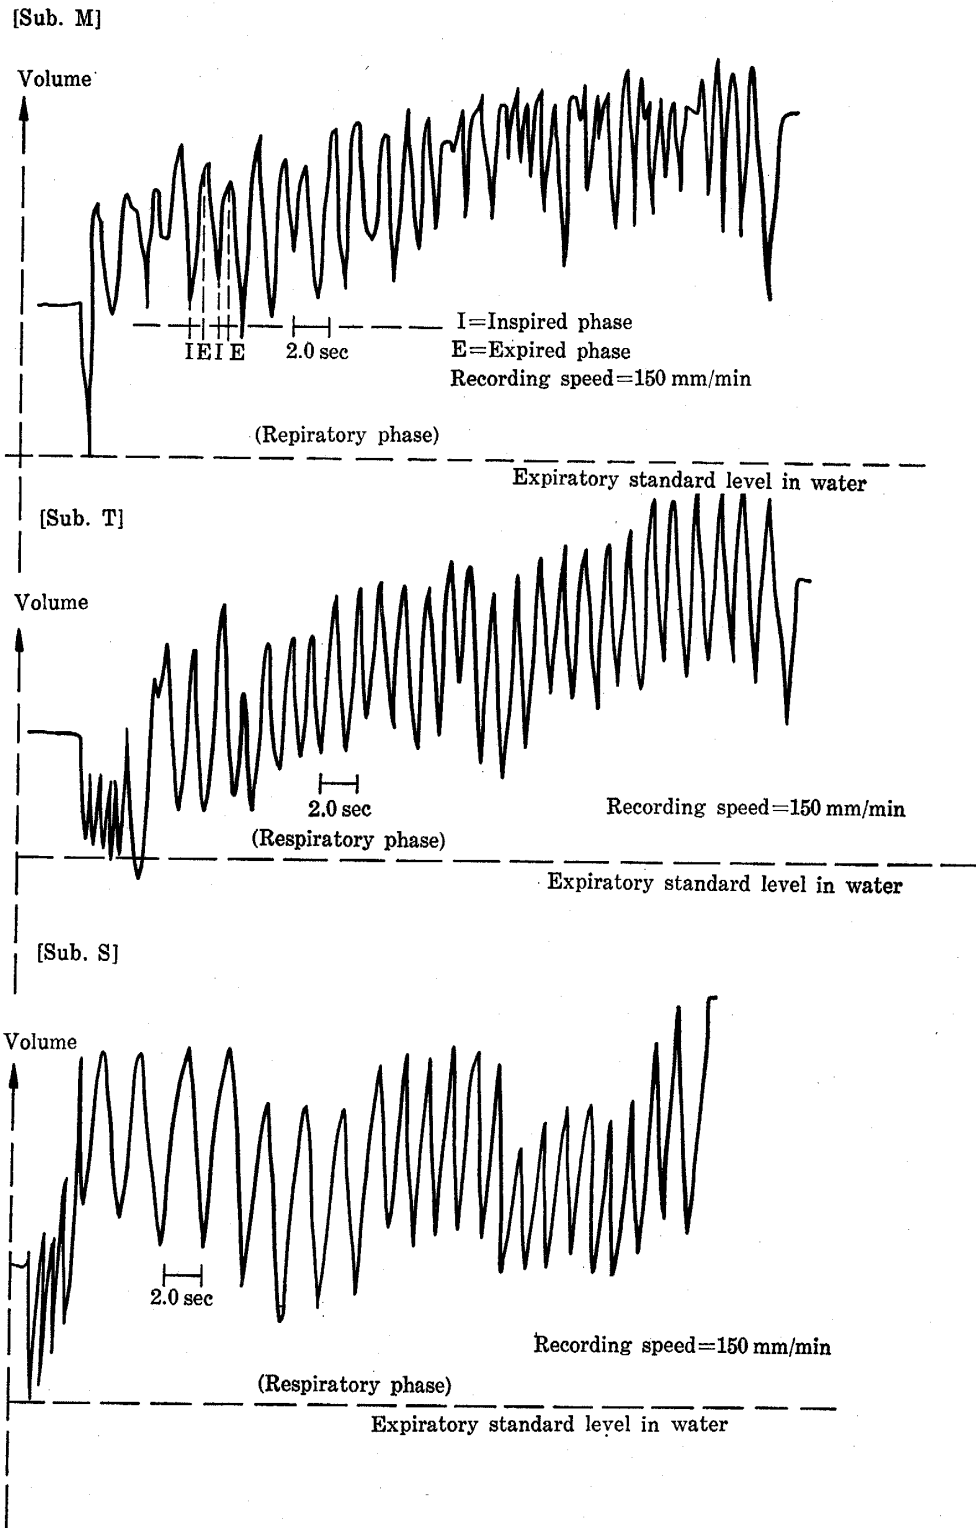 [Sub. M]
Volume
I=Inspired phase
IEI E
2.0 sec
E=Expired phase
Recording speed=150 mm/min
(Repiratory phase)
Expiratory standard level in water
[Sub. T]
Volume
2.0 sec
Recording speed=150 mm/min
(Respiratory phase)
Expiratory standard level in water
[Sub. S]
Volume
2.0 sec
Recording speed=150 mm/min
(Respiratory phase)
Expiratory standard level in water